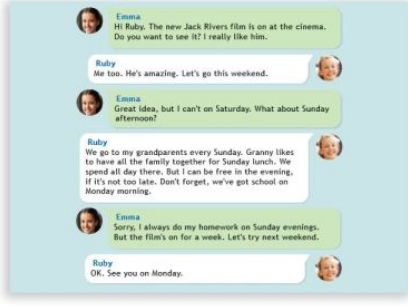 Emma
Hi Ruby. The new Jack Rivers film is on at the cinema.
Do you want to see it? I really like him.
Ruby
Me too. He's amazing. Let's go this weekend.
Emma
Great idea, but I can't on Saturday. What about Sunday
afternoon?
Ruby
We go to my grandparents every Sunday. Granny likes
to have all the family together for Sunday lunch. We
spend all day there. But I can be free in the evening,
if it's not too late. Don't forget, we've got school on
Monday morning.
Emma
Sorry, I always do my homework on Sunday evenings.
But the film's on for a week. Let's try next weekend.
Ruby
OK. See you on Monday.